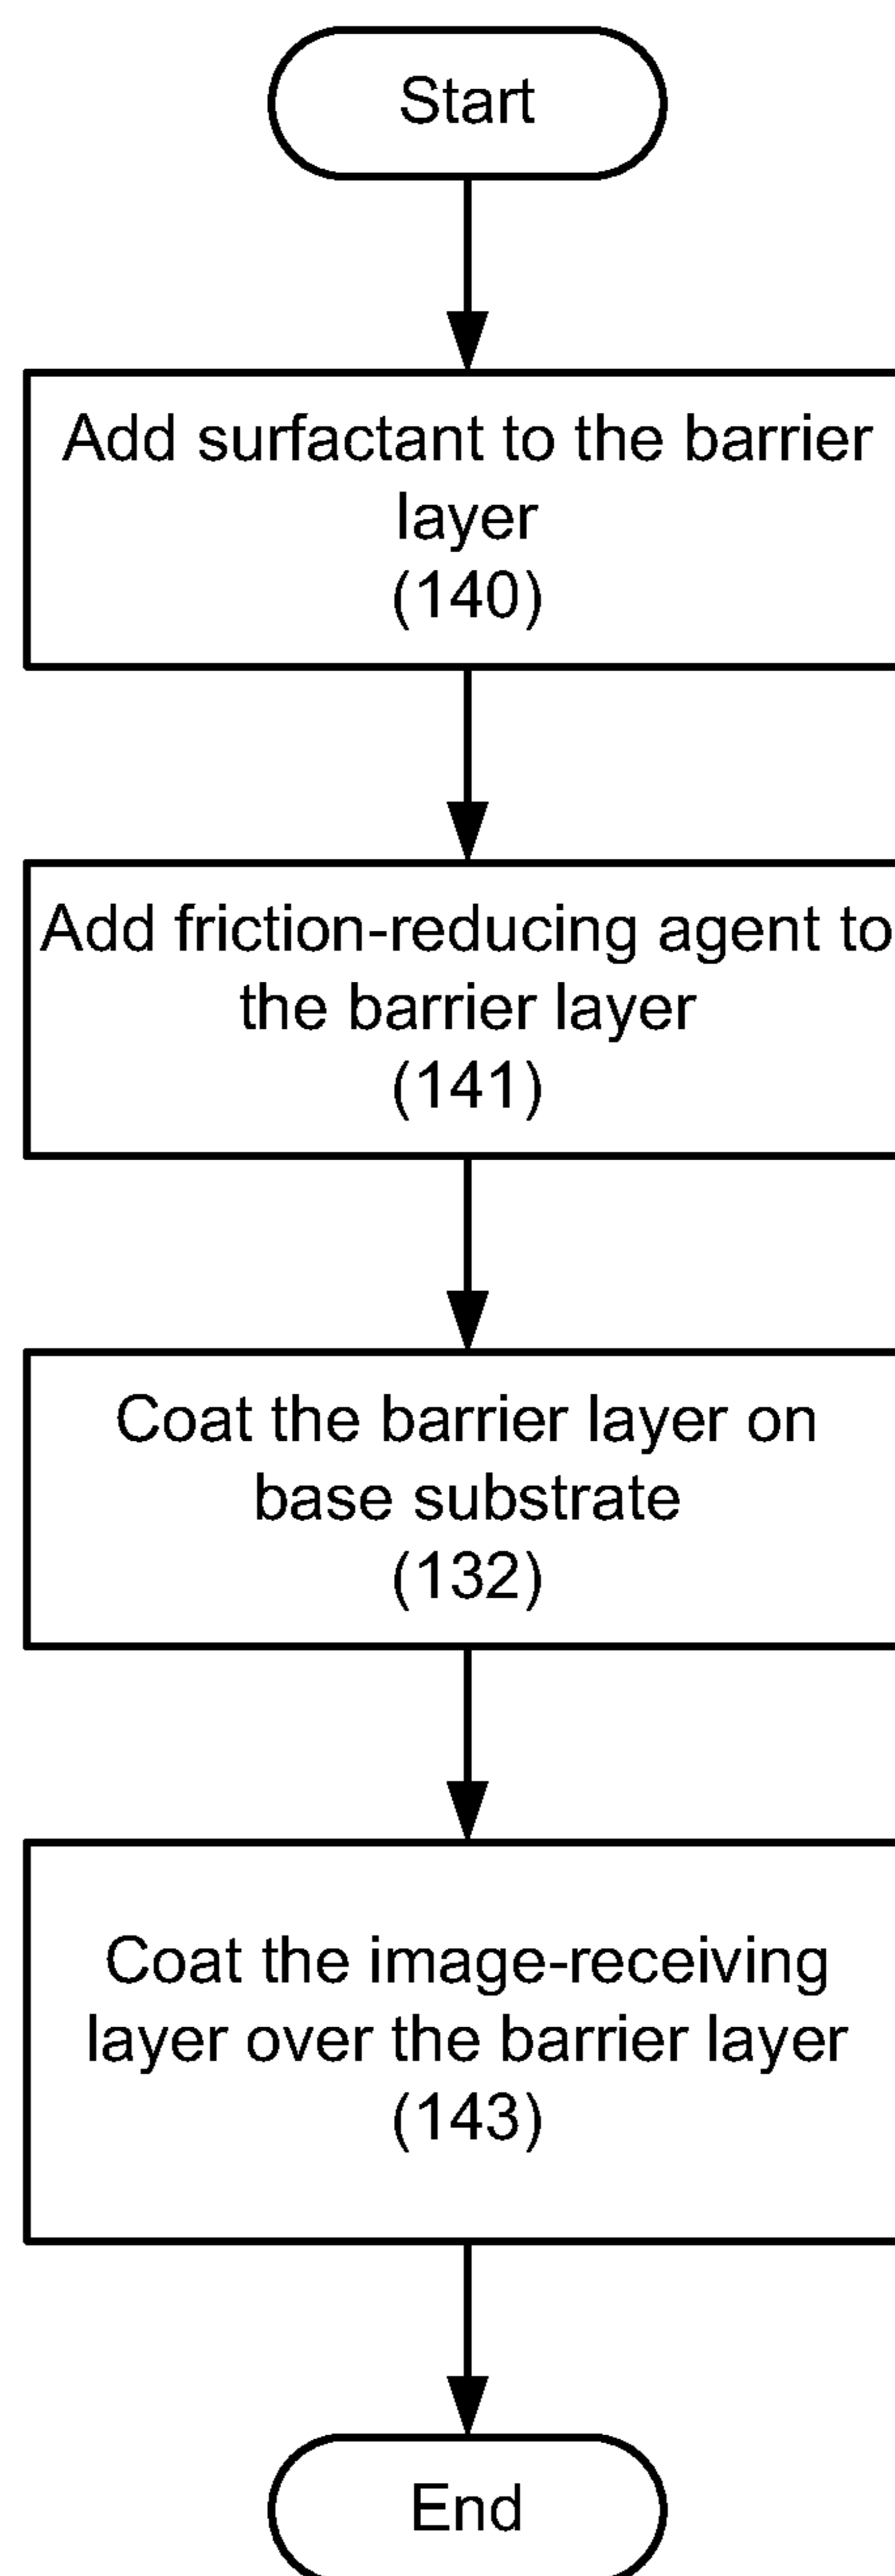 Start
Add surfactant to the barrier
layer
(140)
Add friction-reducing agent to
the barrier layer
(141)
Coat the barrier layer on
base substrate
(132)
Coat the image-receiving
layer over the barrier layer
(143)
End